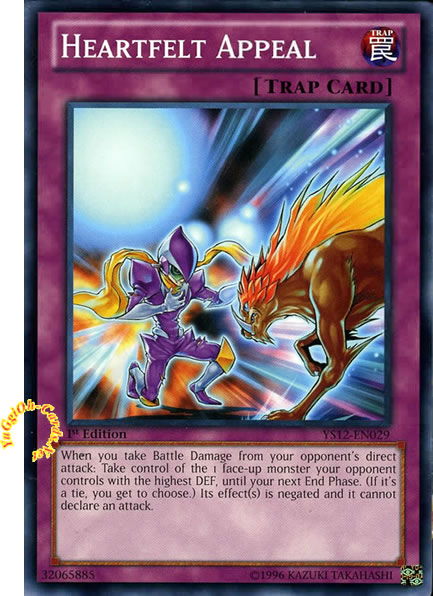 HEARTFELT APPEAL
TRAP
罠
[TRAP CARD]
YuGeiOh-Cards.Net
1st Edition
YS12-EN029
When you take Battle Damage from your opponent's direct
attack: Take control of the 1 face-up monster your opponent
controls with the highest DEF, until your next End Phase. (If it's
a tie, you get to choose.) Its effect(s) is negated and it cannot
declare an attack.
32065885
©1996 KAZUKI TAKAHASHI